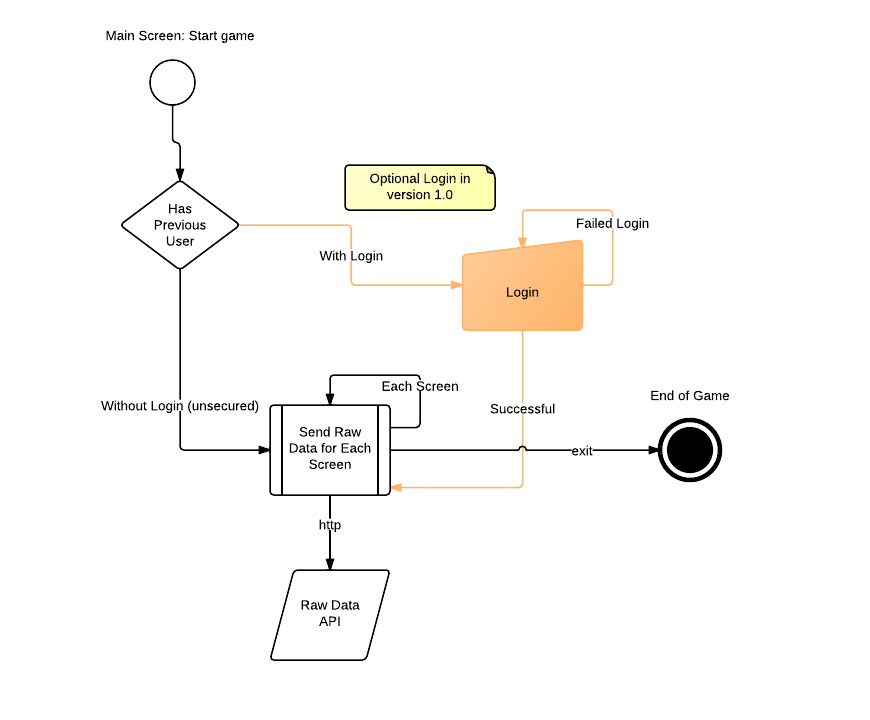 Main Screen: Start game
Has
Previous
User
Optional Login in
version 1.0
With Login
Failed Login
Login
Without Login (unsecured)
Each Screen
Successful
End of Game
Send Raw
Data for Each
Screen
exit
http
Raw Data
API